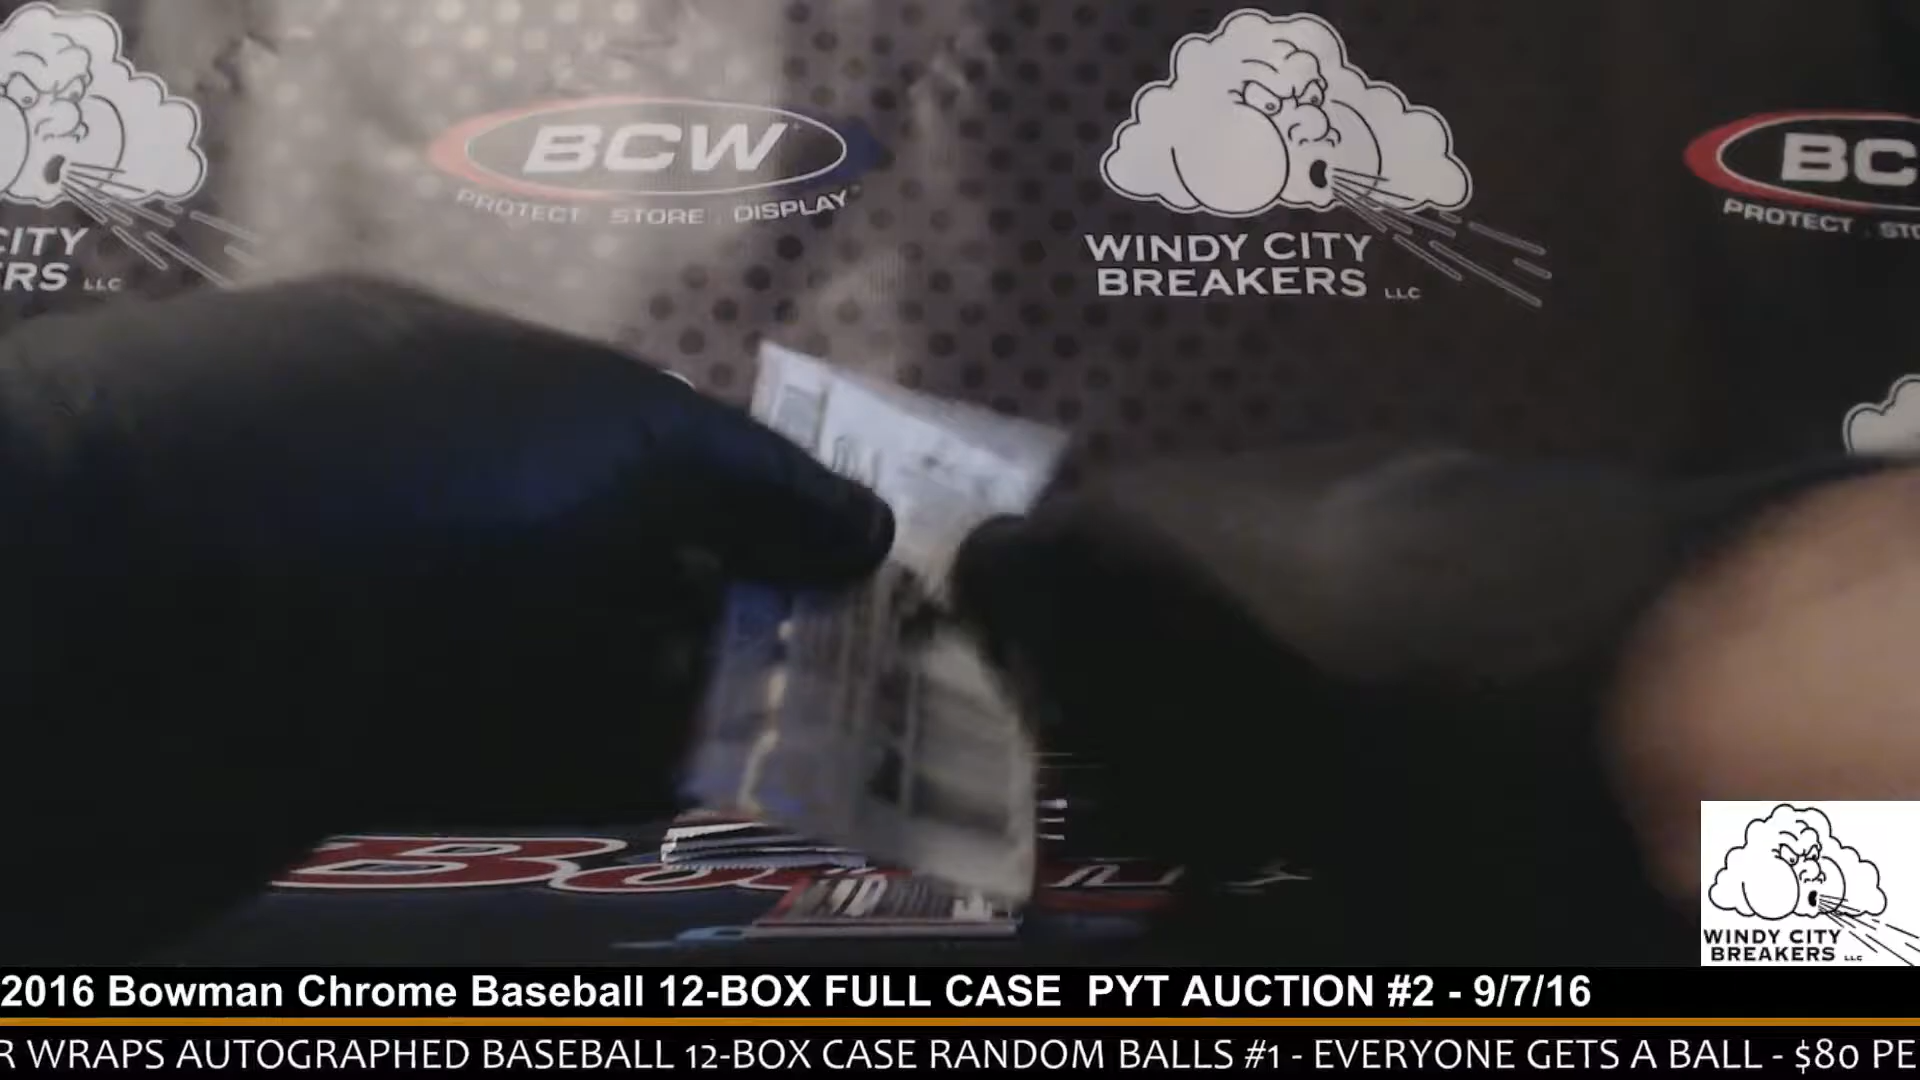 CITY
ERS LLC
BCW
PROTECT . STORE . DISPLAY
WINDY CITY
BREAKERS LLC
BC
PROTECT . STO
WINDY CITY
BREAKERS LLC
2016 Bowman Chrome Baseball 12-BOX FULL CASE PYT AUCTION #2 - 9/7/16
R WRAPS AUTOGRAPHED BASEBALL 12-BOX CASE RANDOM BALLS #1 - EVERYONE GETS A BALL - $80 PE